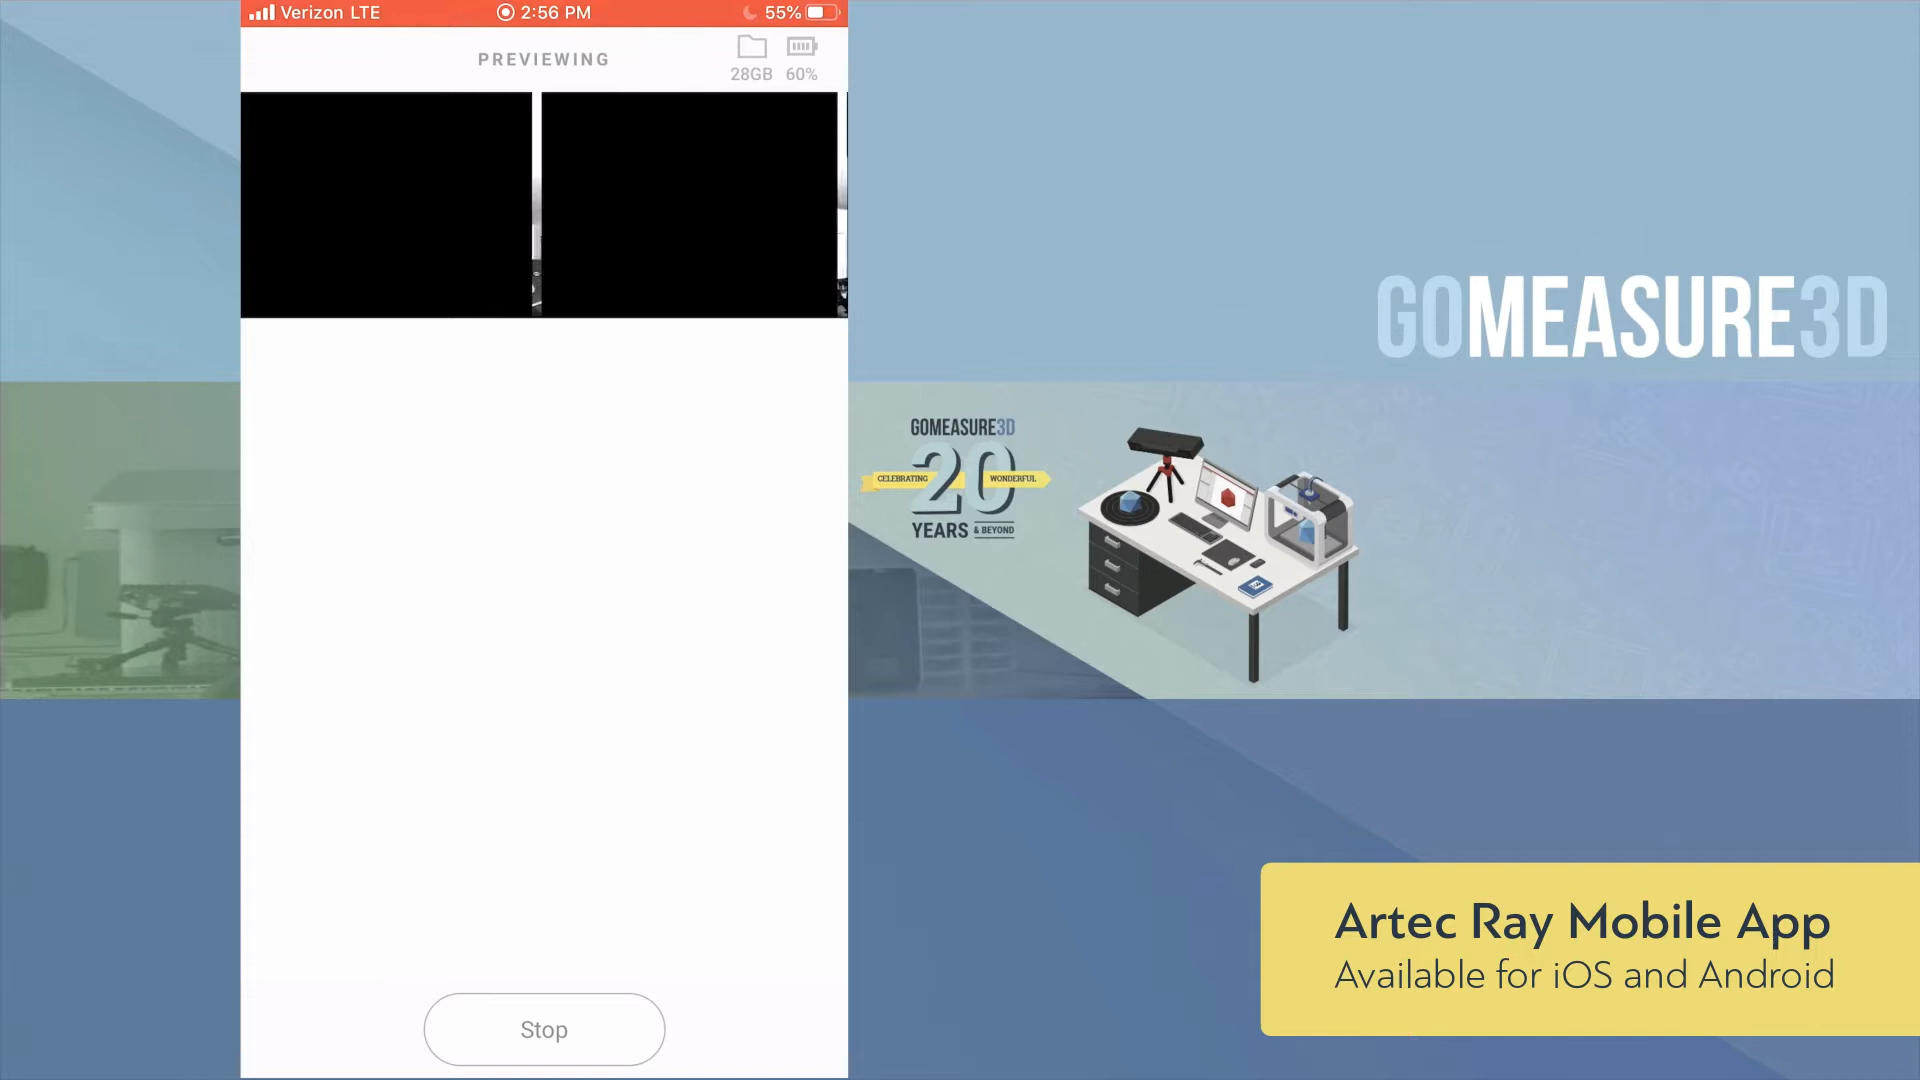 Verizon LTE
2:56 PM
55%
PREVIEWING
28GB
60%
Stop
GOMEASURE3D
GOMEASURE3D
CELEBRATING
20
WONDERFUL
YEARS & BEYOND
Artec Ray Mobile App
Available for iOS and Android